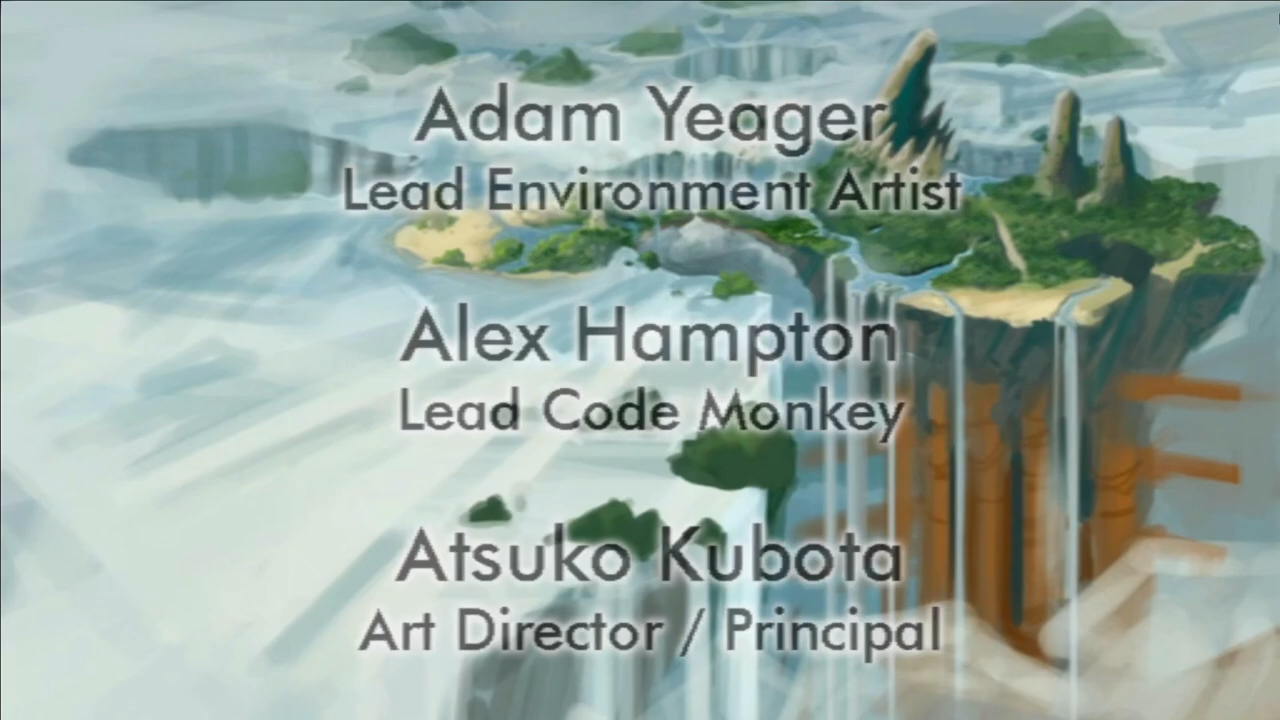 Adam Yeager
Lead Environment Artist
Alex Hampton
Lead Code Monkey
Atsuko Kubota
Art Director / Principal